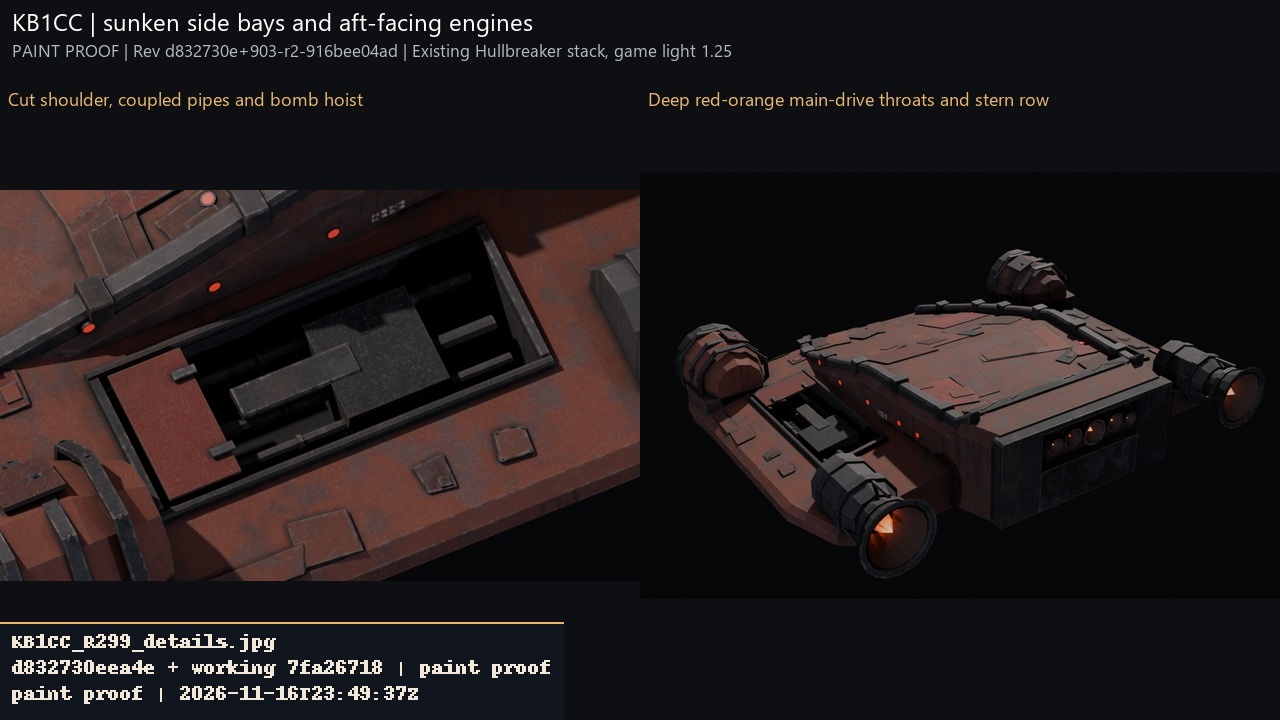 KB1CC | sunken side bays and aft-facing engines
PAINT PROOF | Rev d832730e+903-r2-916bee04ad | Existing Hullbreaker stack, game light 1.25
Cut shoulder, coupled pipes and bomb hoist
Deep red-orange main-drive throats and stern row
KB1CC_R299_details.jpg
d832730eea4e + working 7fa26718 | paint proof
paint proof | 2026-11-16T23:49:37Z